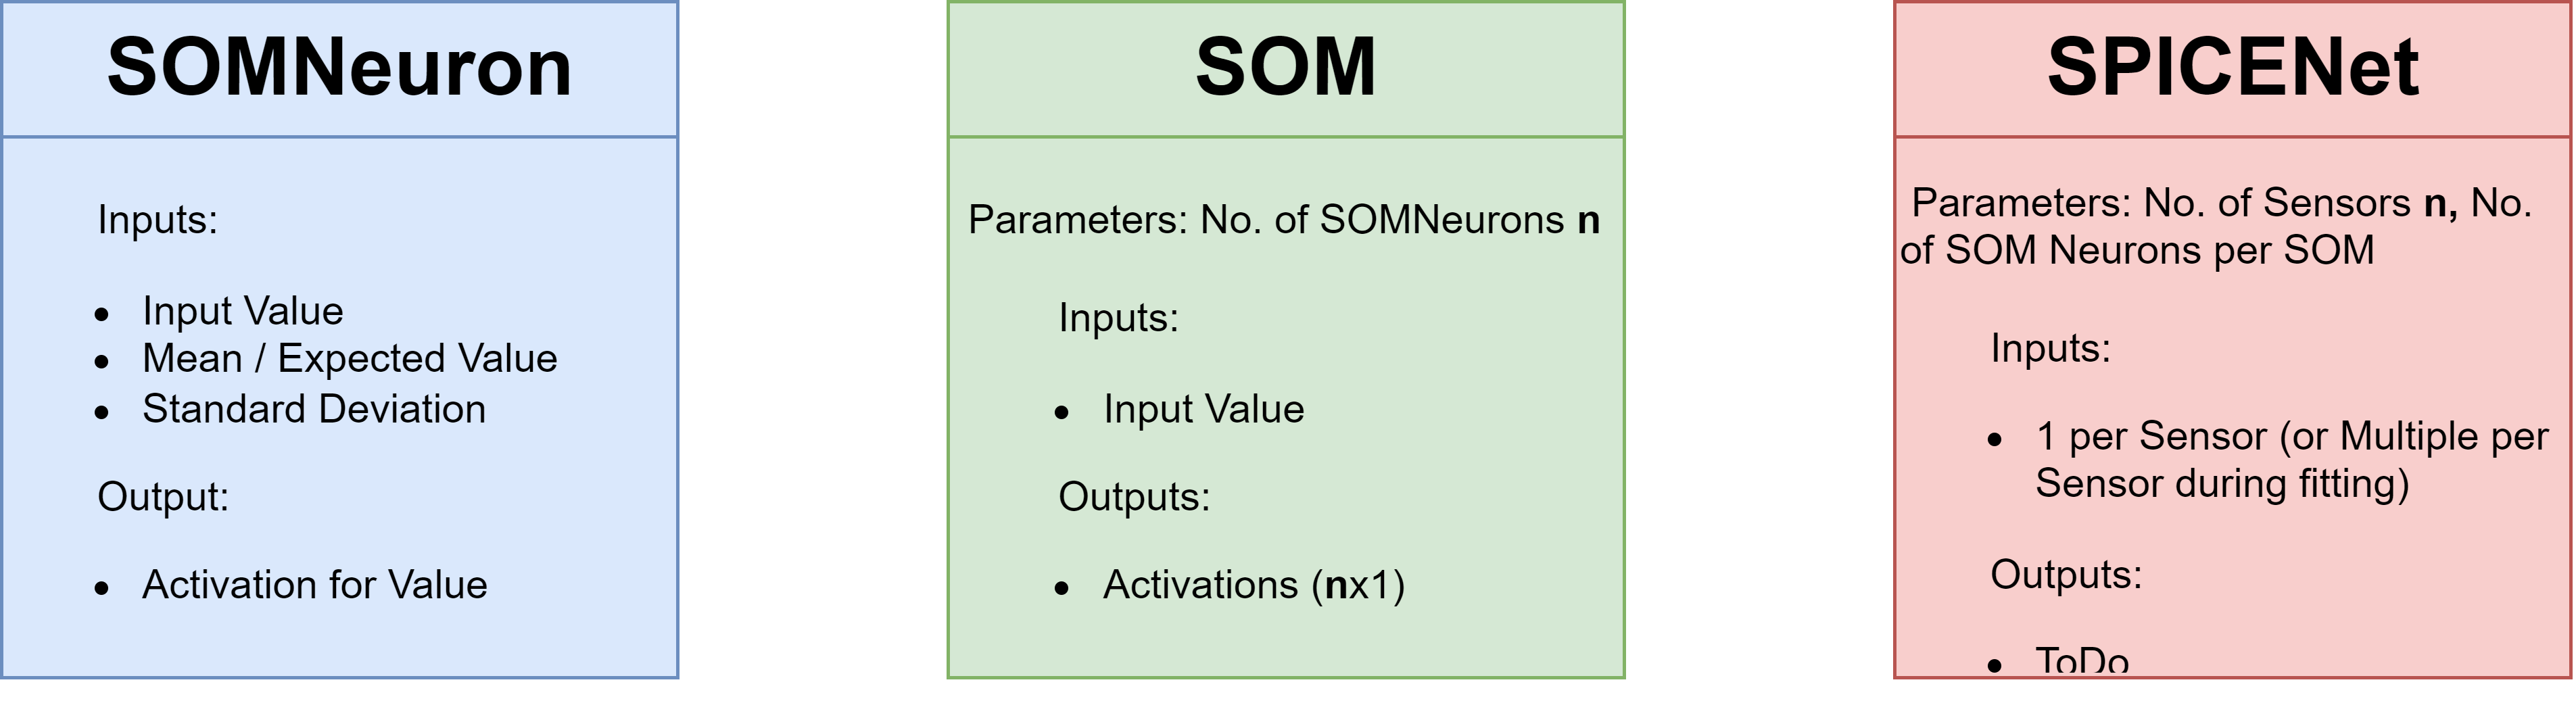 SOMNeuron
Inputs:
• Input Value
• Mean / Expected Value
• Standard Deviation
Output:
• Activation for Value
SOM
Parameters: No. of SOMNeurons n
Inputs:
• Input Value
Outputs:
• Activations (nx1)
SPICENet
Parameters: No. of Sensors n, No.
of SOM Neurons per SOM
Inputs:
• 1 per Sensor (or Multiple per
Sensor during fitting)
Outputs:
• ToDo